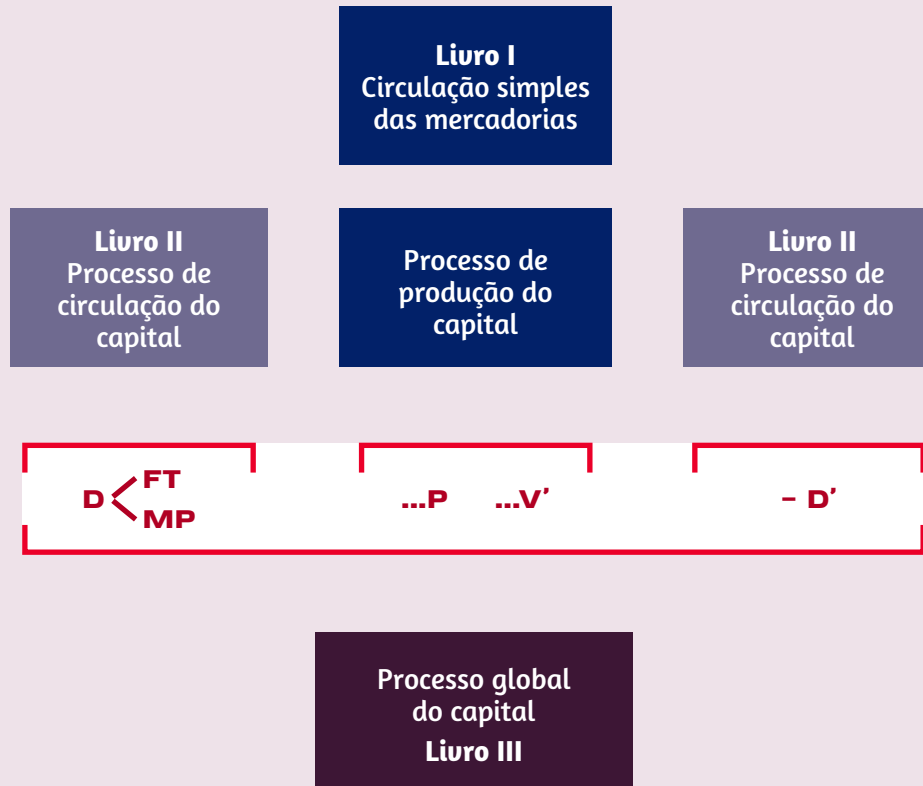 Livro I
Circulação simples
das mercadorias
Livro II
Processo de
circulação do
capital
Processo de
produção do
capital
Livro II
Processo de
circulação do
capital
D
FT
MP
...P ...V'
– D'
Processo global
do capital
Livro III